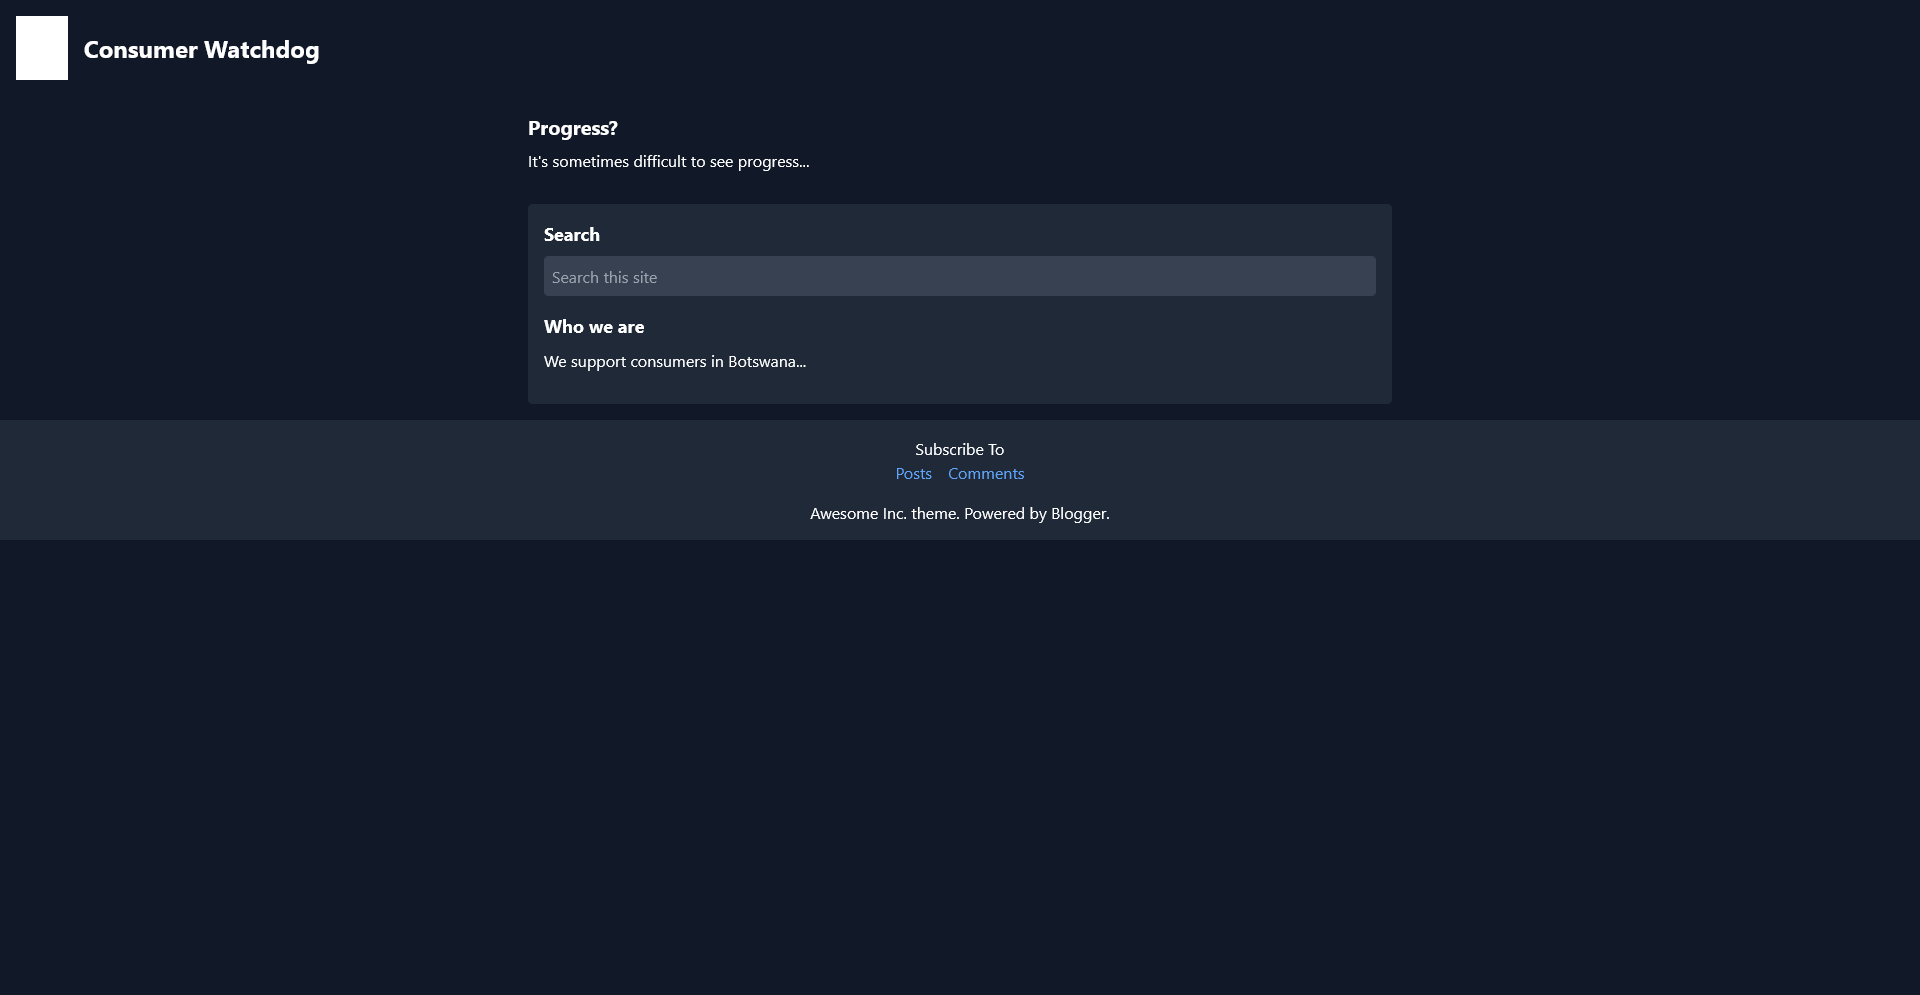 Consumer Watchdog
Progress?
It's sometimes difficult to see progress...
Search
Search this site
Who we are
We support consumers in Botswana...
Subscribe To
Posts Comments
Awesome Inc. theme. Powered by Blogger.